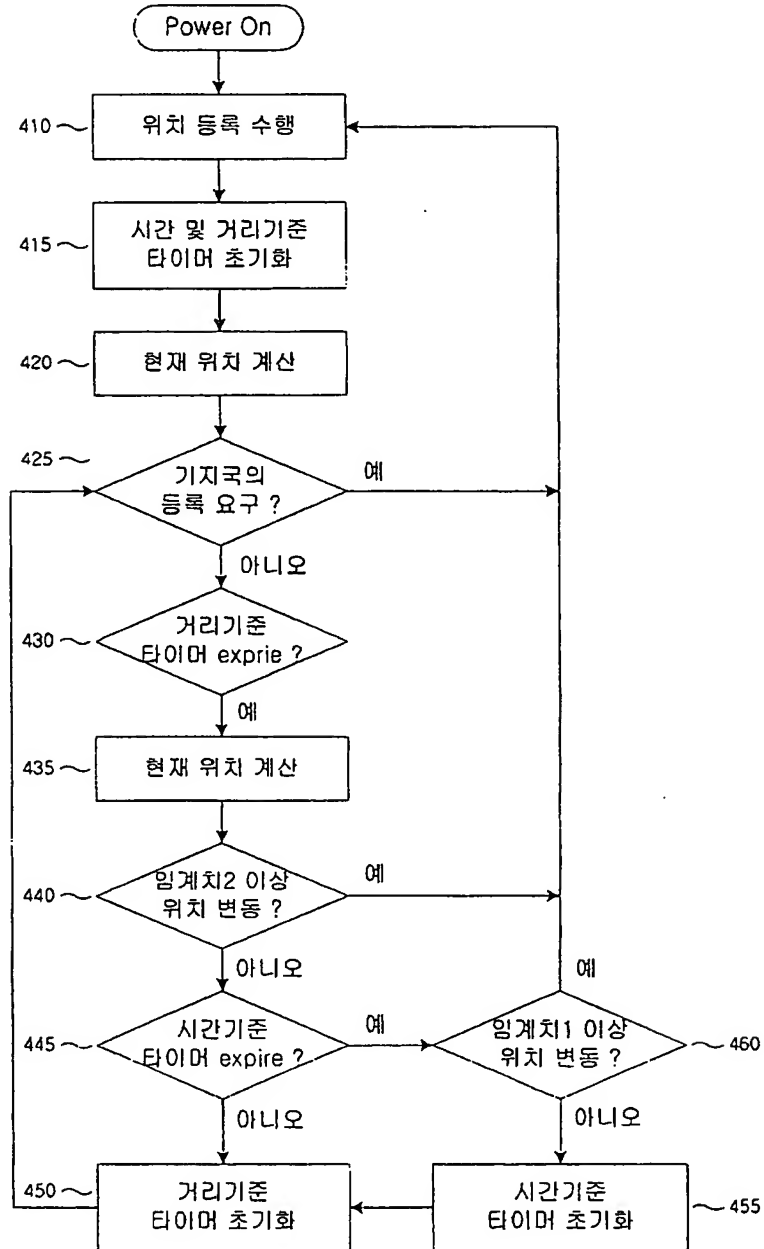 Power On
410
위치 등록 수행
415
시간 및 거리기준
타이머 초기화
420
현재 위치 계산
425
기지국의
등록 요구 ?
예
아니오
430
거리기준
타이머 exprie ?
예
435
현재 위치 계산
440
임계치2 이상
위치 변동 ?
예
아니오
445
시간기준
타이머 expire ?
예
아니오
임계치1 이상
위치 변동 ?
460
예
아니오
450
거리기준
타이머 초기화
시간기준
타이머 초기화
455